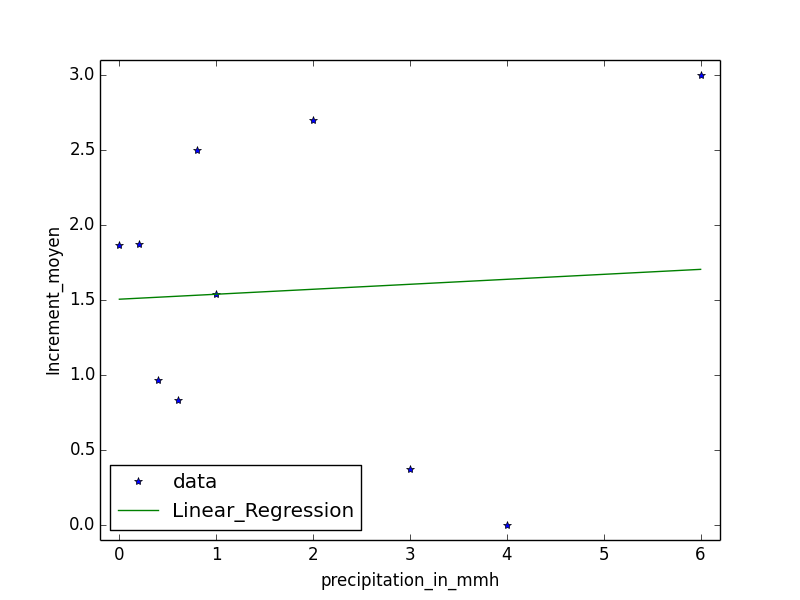 3.0
2.5
2.0
1.5
1.0
0.5
0.0
Increment_moyen
data
Linear_Regression
0 1 2 3 4 5 6
precipitation_in_mmh